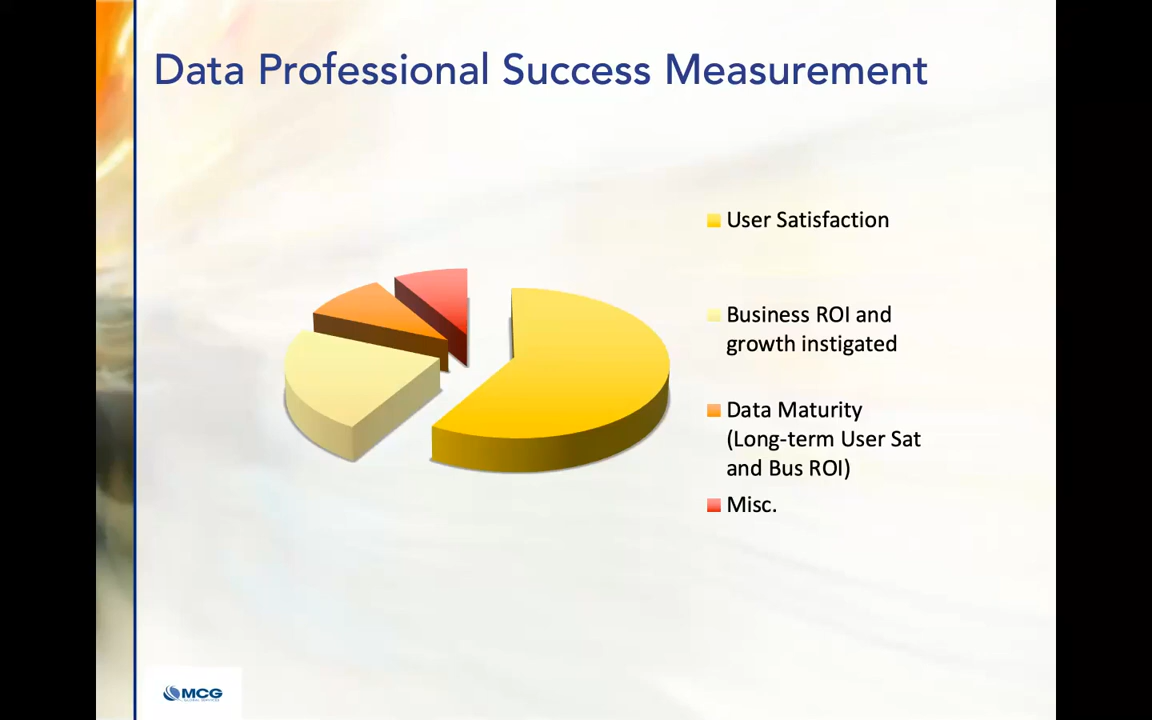 Data Professional Success Measurement
User Satisfaction
Business ROI and
growth instigated
Data Maturity
(Long-term User Sat
and Bus ROI)
Misc.
MCG